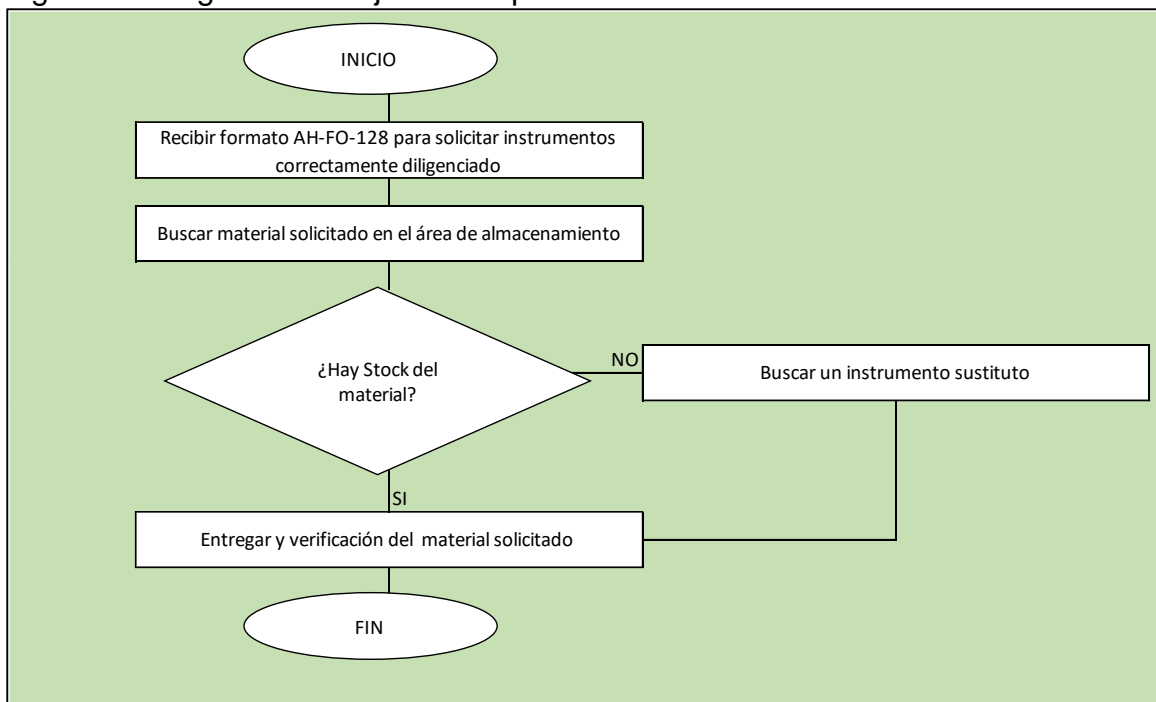 INICIO
Recibir formato AH-FO-128 para solicitar instrumentos
correctamente diligenciado
Buscar material solicitado en el área de almacenamiento
¿Hay Stock del
material?
NO
Buscar un instrumento sustituto
SI
Entregar y verificación del material solicitado
FIN